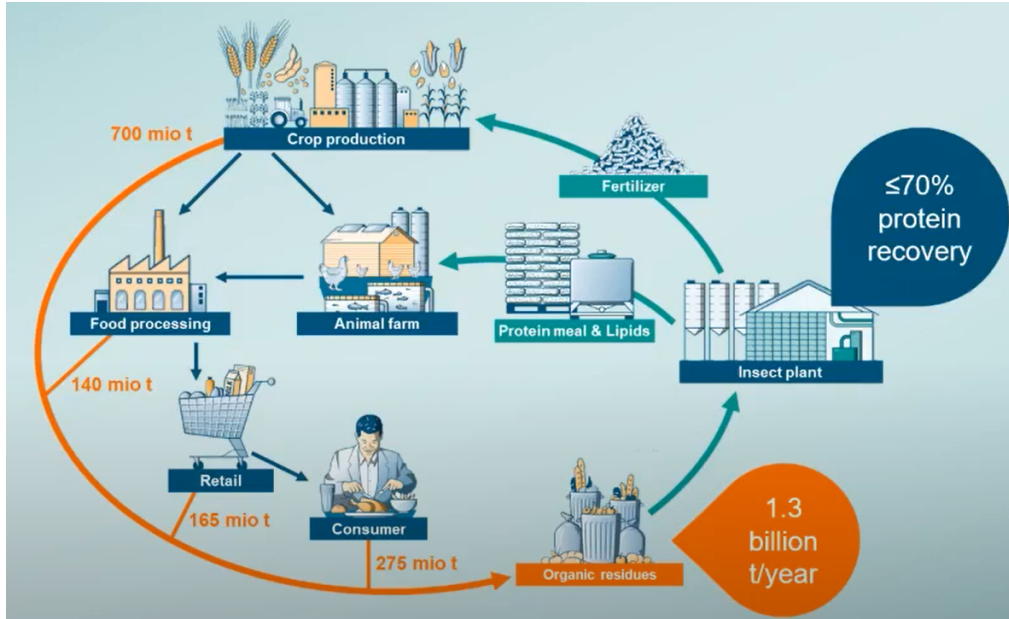 700 mio t
Crop production
Fertilizer
≤70%
protein
recovery
Food processing
Animal farm
Protein meal & Lipids
Insect plant
140 mio t
Retail
165 mio t
Consumer
275 mio t
Organic residues
1.3
billion
t/year